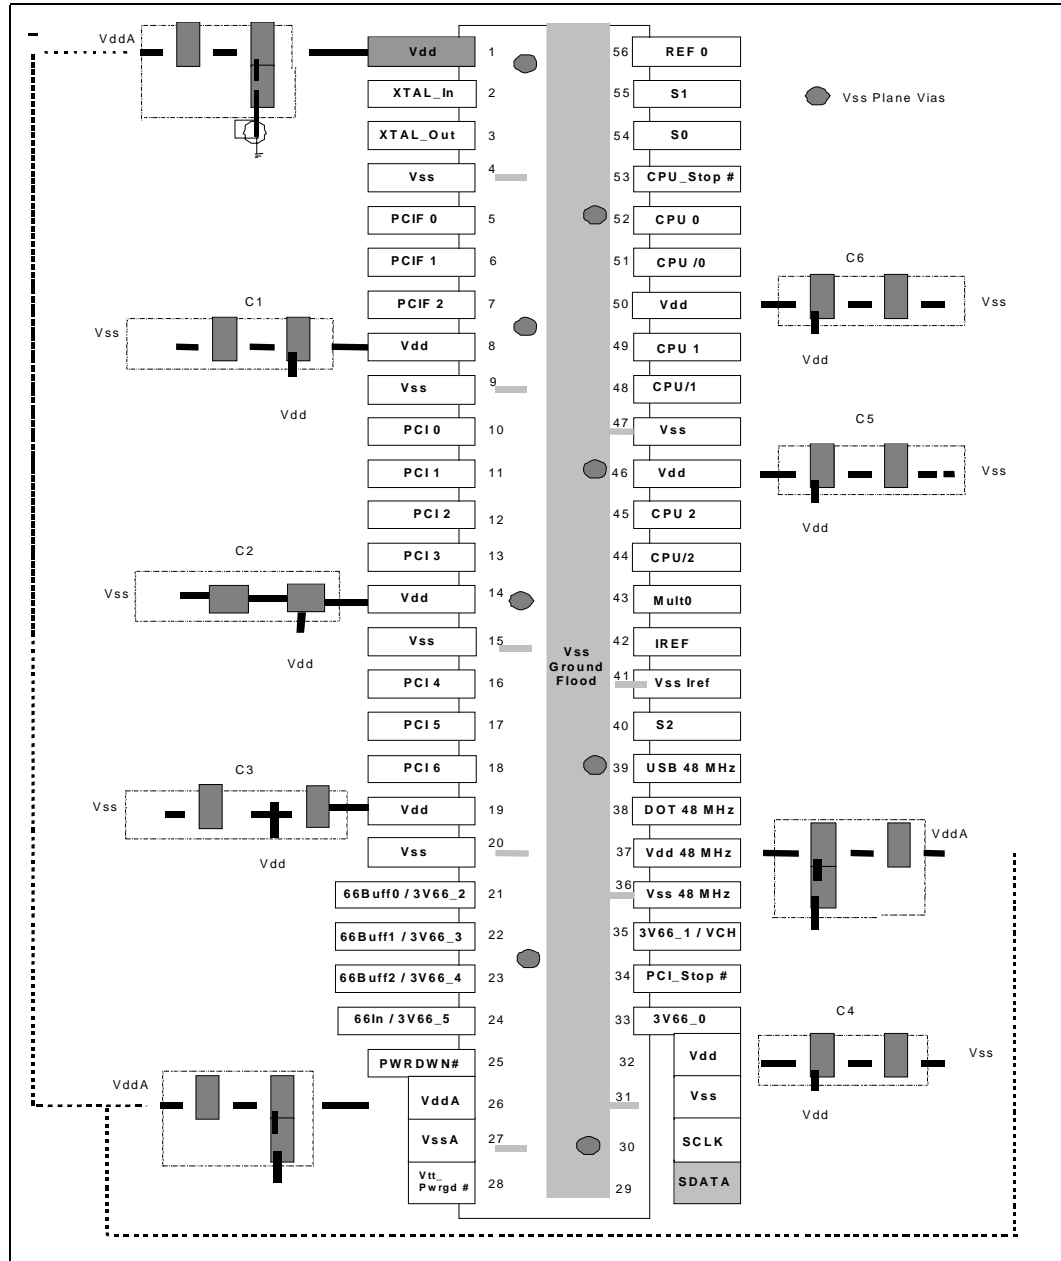 VddA
Vdd 1
XTAL_In 2
XTAL_Out 3
Vss 4
PCIF 0 5
PCIF 1 6
C1
PCIF 2 7
Vss
Vdd 8
Vss 9
Vdd
PCI 0 10
PCI 1 11
PCI 2 12
C2
PCI 3 13
Vss
Vdd 14
Vss 15
Vdd
PCI 4 16
PCI 5 17
C3
PCI 6 18
Vss
Vdd 19
Vss 20
Vdd
66Buff0 / 3V66_2 21
66Buff1 / 3V66_3 22
66Buff2 / 3V66_4 23
66In / 3V66_5 24
PWRDWN# 25
VddA
VddA 26
VssA 27
Vtt_
Pwrgd # 28
Vss
Ground
Flood
56 REF 0
55 S1
Vss Plane Vias
54 S0
53 CPU_Stop #
52 CPU 0
51 CPU /0
C6
50 Vdd
Vss
49 CPU 1
Vdd
48 CPU/1
47 Vss
C5
46 Vdd
Vss
45 CPU 2
Vdd
44 CPU/2
43 Mult0
42 IREF
41 Vss Iref
40 S2
39 USB 48 MHz
38 DOT 48 MHz
VddA
37 Vdd 48 MHz
36 Vss 48 MHz
35 3V66_1 / VCH
34 PCI_Stop #
33 3V66_0
C4
32 Vdd
Vss
31 Vss
Vdd
30 SCLK
29 SDATA